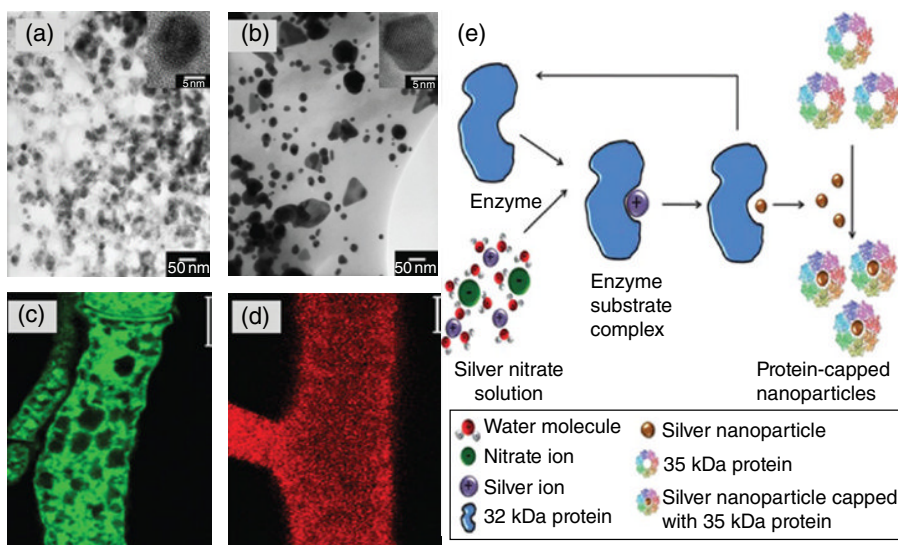 (a)
5 nm
50 nm
(b)
5 nm
50 nm
(c)
(d)
(e)
Enzyme
+
Enzyme
substrate
complex
Silver nitrate
solution
Protein-capped
nanoparticles
Water molecule
Nitrate ion
Silver ion
32 kDa protein
Silver nanoparticle
35 kDa protein
Silver nanoparticle capped
with 35 kDa protein